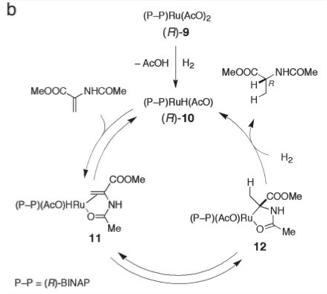 b
(P–P)Ru(AcO)2
(R)-9
– AcOH
H2
MeOOC
NHCOMe
MeOOC
NHCOMe
H
R
H
(P–P)RuH(AcO)
(R)-10
H2
COOMe
(P–P)(AcO)HRu
NH
O
Me
11
H
COOMe
(P–P)(AcO)Ru
NH
O
Me
12
P–P = (R)-BINAP